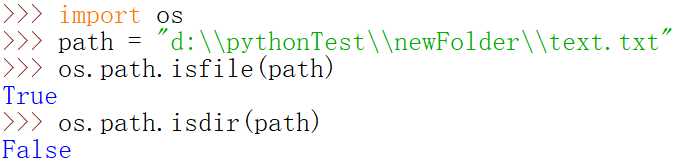 >>> import os
>>> path = "d:\\pythonTest\\newFolder\\text.txt"
>>> os.path.isfile(path)
True
>>> os.path.isdir(path)
False